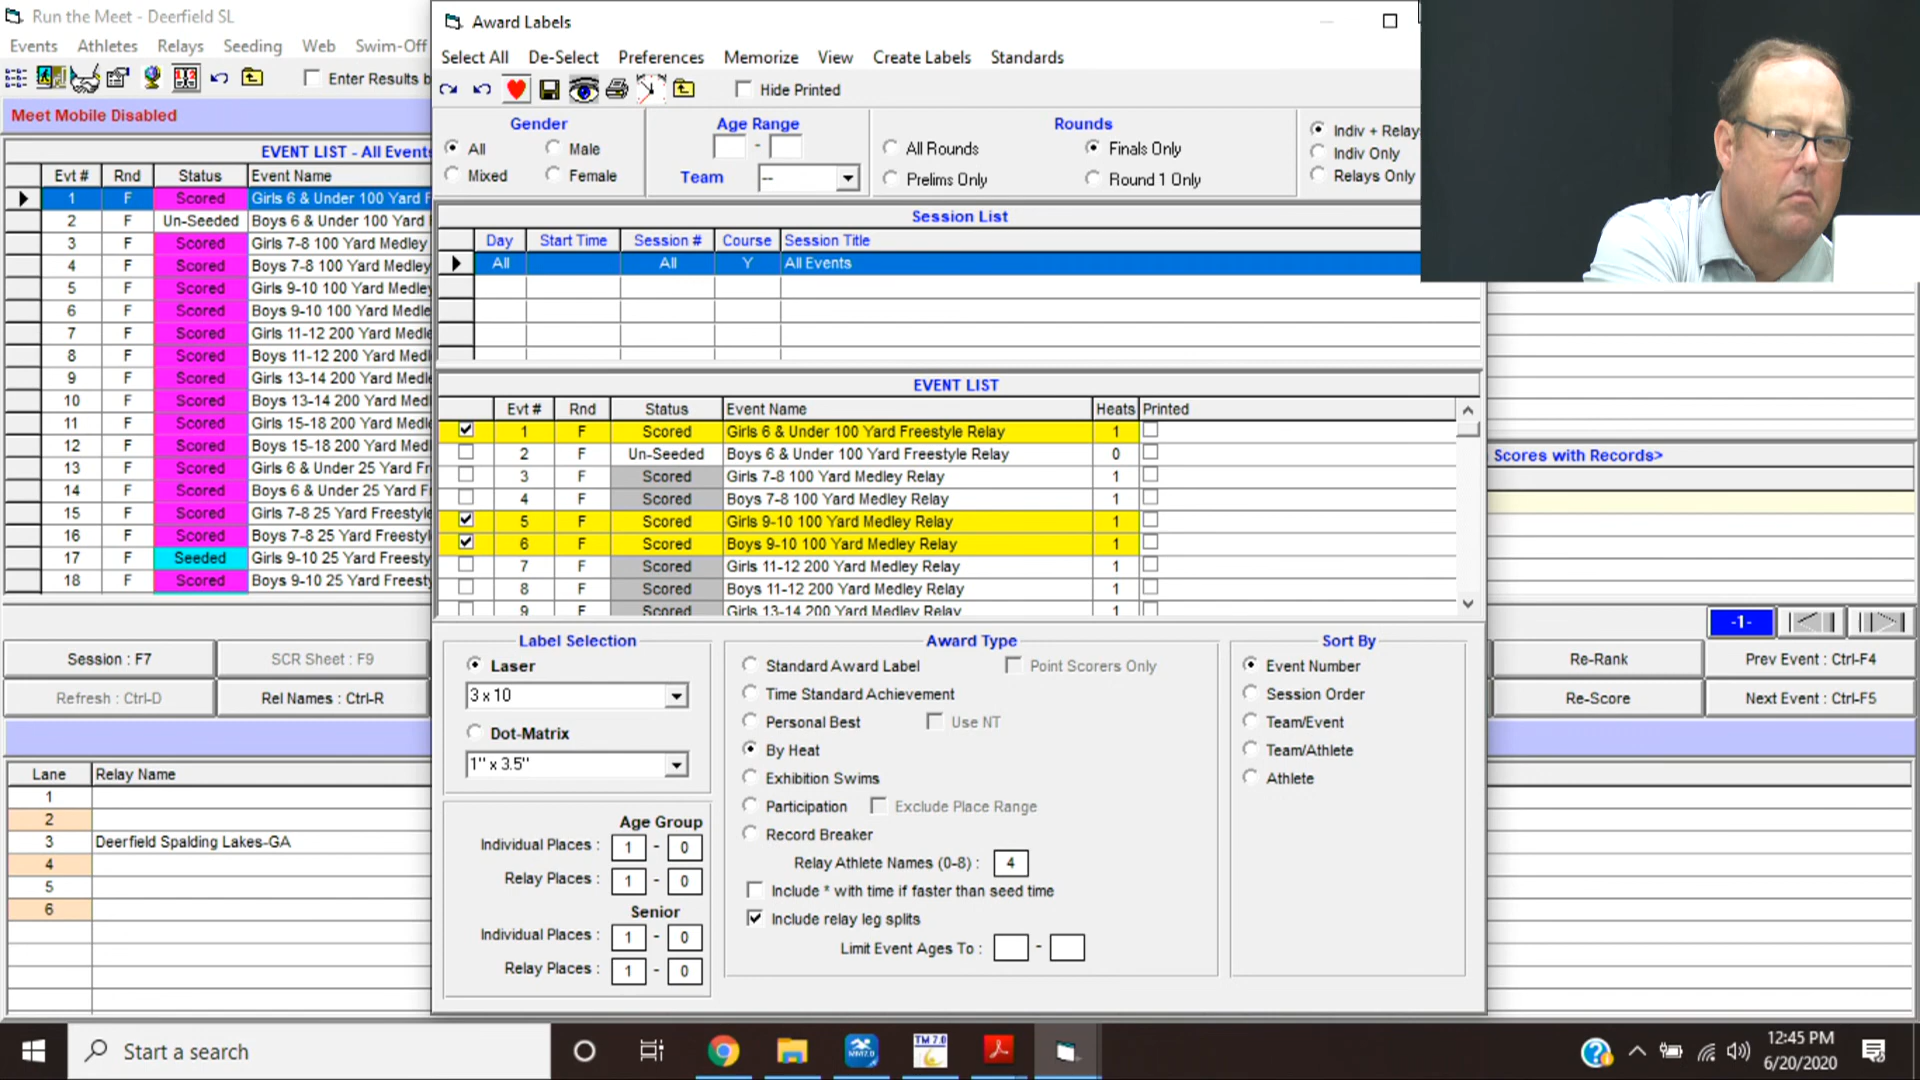 Run the Meet - Deerfield SL
Events Athletes Relays Seeding Web Swim-Off
Enter Results b
Meet Mobile Disabled
EVENT LIST - All Events
Evt # Rnd Status Event Name
1 F Scored Girls 6 & Under 100 Yard F
2 F Un-Seeded Boys 6 & Under 100 Yard F
3 F Scored Girls 7-8 100 Yard Medley
4 F Scored Boys 7-8 100 Yard Medley
5 F Scored Girls 9-10 100 Yard Medle
6 F Scored Boys 9-10 100 Yard Medle
7 F Scored Girls 11-12 200 Yard Medle
8 F Scored Boys 11-12 200 Yard Medl
9 F Scored Girls 13-14 200 Yard Medl
10 F Scored Boys 13-14 200 Yard Medl
11 F Scored Girls 15-18 200 Yard Medl
12 F Scored Boys 15-18 200 Yard Medl
13 F Scored Girls 6 & Under 25 Yard Fr
14 F Scored Boys 6 & Under 25 Yard Fr
15 F Scored Girls 7-8 25 Yard Freestyle
16 F Scored Boys 7-8 25 Yard Freestyl
17 F Seeded Girls 9-10 25 Yard Freesty
18 F Scored Boys 9-10 25 Yard Freesty
Session : F7 SCR Sheet : F9
Refresh : Ctrl-D Rel Names : Ctrl-R
Lane Relay Name
1
2
3 Deerfield Spalding Lakes-GA
4
5
6
Award Labels
Select All De-Select Preferences Memorize View Create Labels Standards
Hide Printed
Gender
All Male
Mixed Female
Age Range
-
Team --
Rounds
All Rounds Finals Only
Prelims Only Round 1 Only
Indiv + Relay
Indiv Only
Relays Only
Session List
Day Start Time Session # Course Session Title
All All Y All Events
EVENT LIST
Evt # Rnd Status Event Name Heats Printed
1 F Scored Girls 6 & Under 100 Yard Freestyle Relay 1
2 F Un-Seeded Boys 6 & Under 100 Yard Freestyle Relay 0
3 F Scored Girls 7-8 100 Yard Medley Relay 1
4 F Scored Boys 7-8 100 Yard Medley Relay 1
5 F Scored Girls 9-10 100 Yard Medley Relay 1
6 F Scored Boys 9-10 100 Yard Medley Relay 1
7 F Scored Girls 11-12 200 Yard Medley Relay 1
8 F Scored Boys 11-12 200 Yard Medley Relay 1
9 F Scored Girls 13-14 200 Yard Medley Relay 1
Label Selection
Laser
3 x 10
Dot-Matrix
1" x 3.5"
Age Group
Individual Places : 1 - 0
Relay Places : 1 - 0
Senior
Individual Places : 1 - 0
Relay Places : 1 - 0
Award Type
Standard Award Label Point Scorers Only
Time Standard Achievement
Personal Best Use NT
By Heat
Exhibition Swims
Participation Exclude Place Range
Record Breaker
Relay Athlete Names (0-8) : 4
Include * with time if faster than seed time
Include relay leg splits
Limit Event Ages To : -
Sort By
Event Number
Session Order
Team/Event
Team/Athlete
Athlete
Scores with Records>
-1-
Re-Rank Prev Event : Ctrl-F4
Re-Score Next Event : Ctrl-F5
Start a search
MM7.0
TM 7.0
12:45 PM
6/20/2020